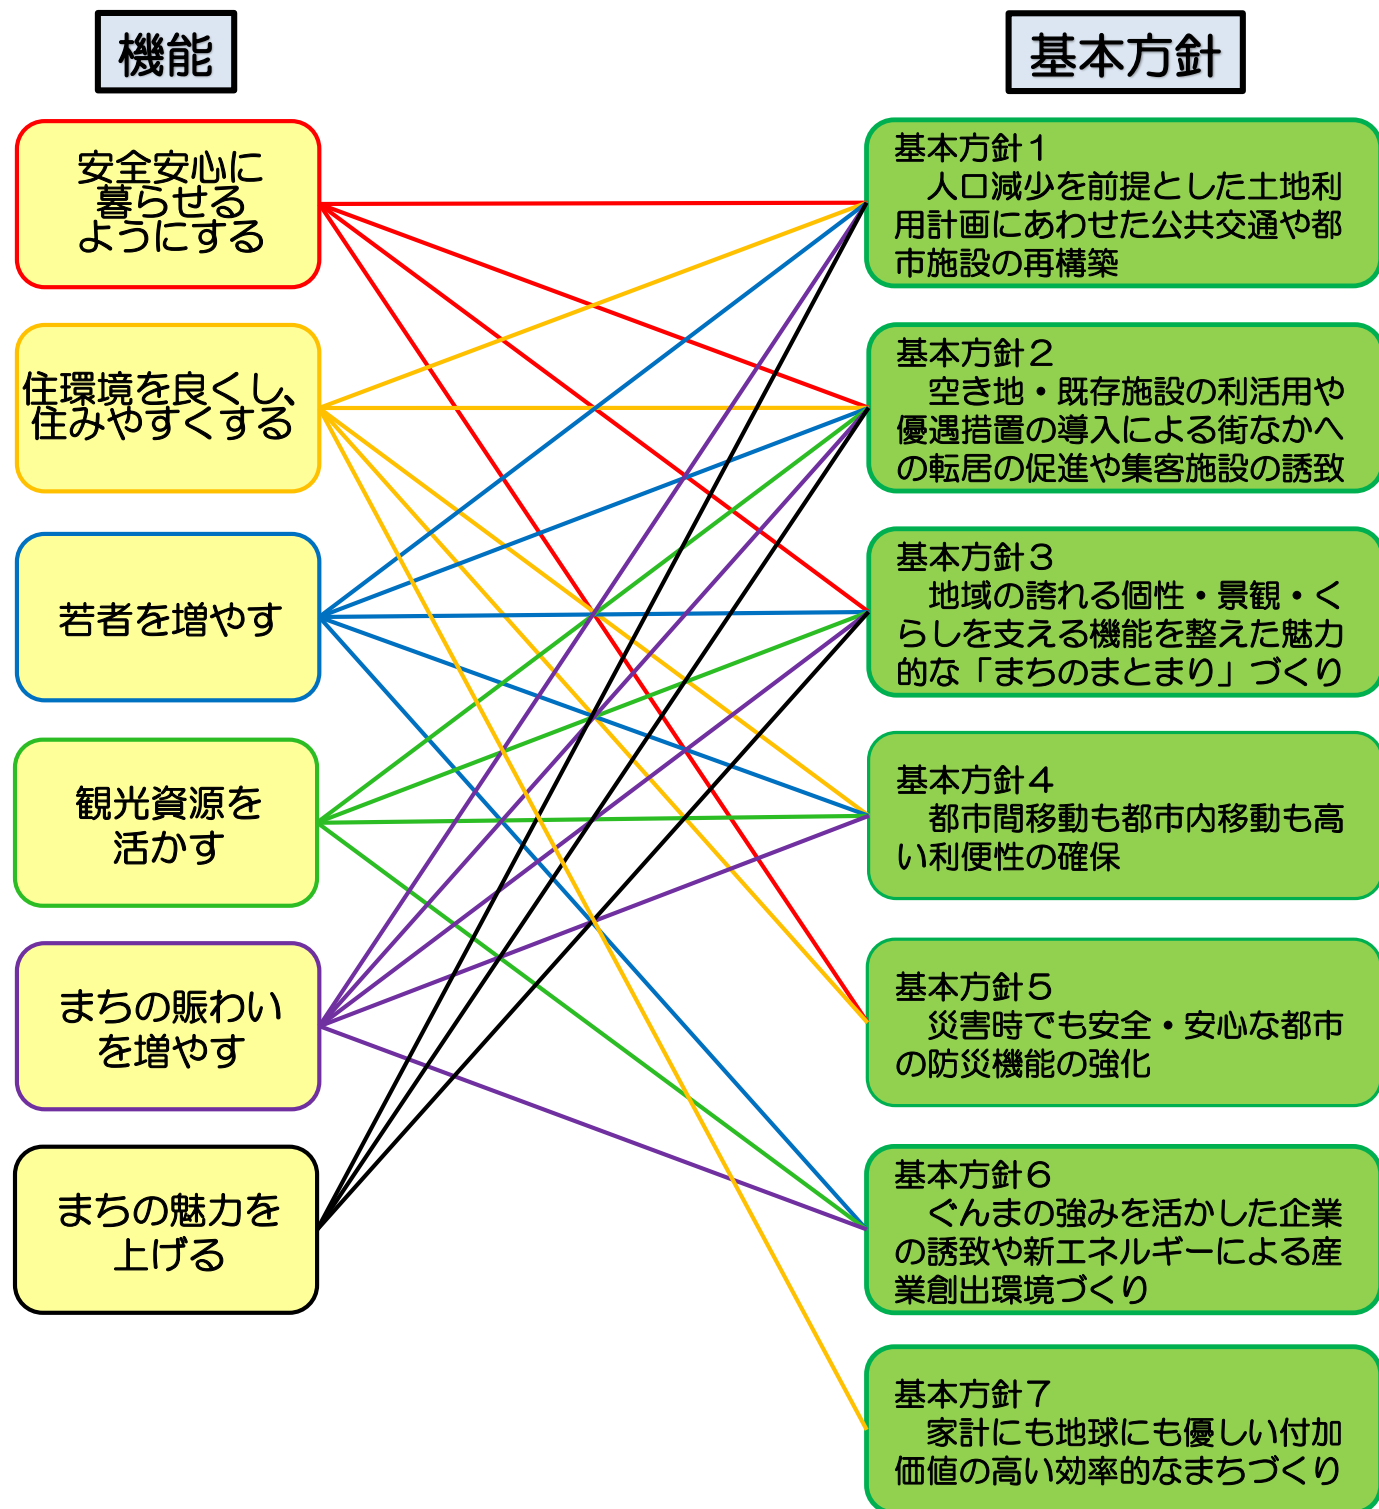 機能
安全安心に
暮らせる
ようにする
住環境を良くし、
住みやすくする
若者を増やす
観光資源を
活かす
まちの賑わい
を増やす
まちの魅力を
上げる
基本方針
基本方針１
　人口減少を前提とした土地利
用計画にあわせた公共交通や都
市施設の再構築
基本方針２
　空き地・既存施設の利活用や
優遇措置の導入による街なかへ
の転居の促進や集客施設の誘致
基本方針３
　地域の誇れる個性・景観・く
らしを支える機能を整えた魅力
的な「まちのまとまり」づくり
基本方針４
　都市間移動も都市内移動も高
い利便性の確保
基本方針５
　災害時でも安全・安心な都市
の防災機能の強化
基本方針６
　ぐんまの強みを活かした企業
の誘致や新エネルギーによる産
業創出環境づくり
基本方針７
　家計にも地球にも優しい付加
価値の高い効率的なまちづくり